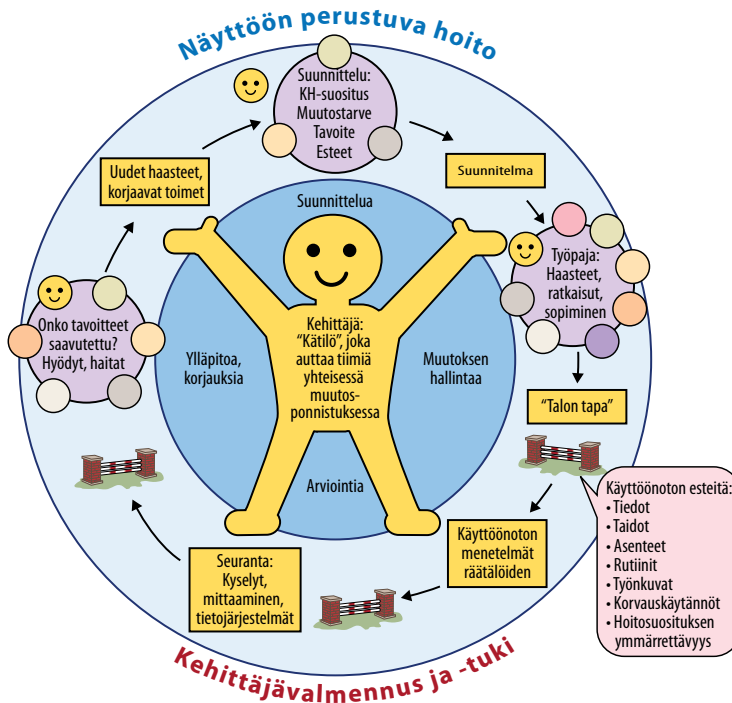 Näyttöön perustuva hoito
Suunnittelu:
KH-suositus
Muutostarve
Tavoite
Esteet
Suunnitelma
Työpaja:
Haasteet,
ratkaisut,
sopiminen
"Talon tapa"
Käyttöönoton esteitä:
• Tiedot
• Taidot
• Asenteet
• Rutiinit
• Työnkuvat
• Korvauskäytännöt
• Hoitosuosituksen
ymmärrettävyys
Käyttöönoton
menetelmät
räätälöiden
Seuranta:
Kyselyt,
mittaaminen,
tietojärjestelmät
Onko tavoitteet
saavutettu?
Hyödyt, haitat
Uudet haasteet,
korjaavat toimet
Suunnittelua
Muutoksen
hallintaa
Arviointia
Ylläpitoa,
korjauksia
Kehittäjä:
"Kätilö", joka
auttaa tiimiä
yhteisessä
muutos-
ponnistuksessa
Kehittäjävalmennus ja -tuki